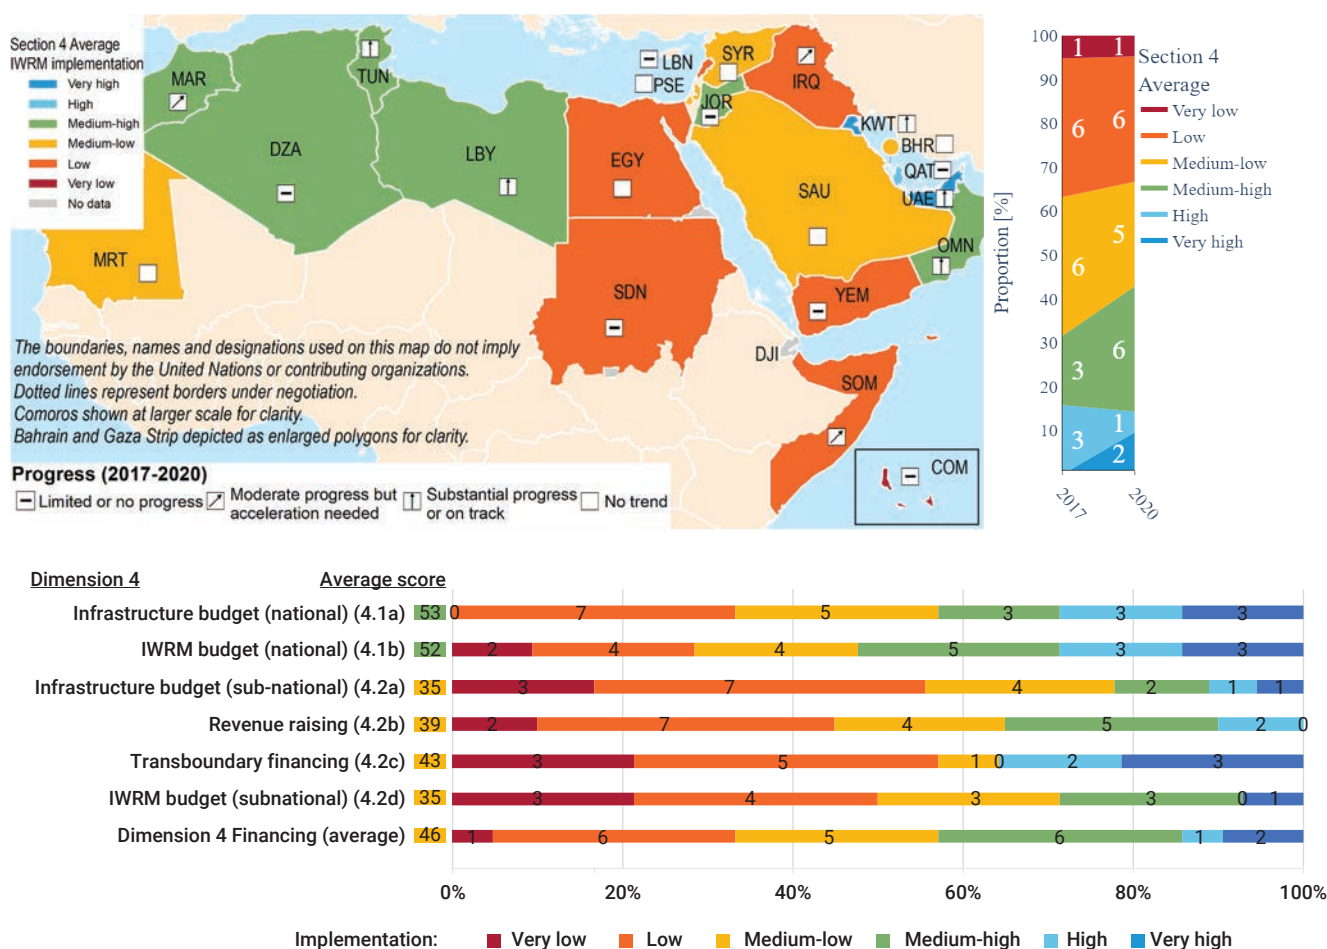 Section 4 Average
IWRM implementation
Very high
High
Medium-high
Medium-low
Low
Very low
No data
MAR
TUN
DZA
LBY
EGY
MRT
SDN
LBN
PSE
SYR
JOR
IRQ
KWT
BHR
QAT
UAE
SAU
OMN
YEM
DJI
SOM
COM
The boundaries, names and designations used on this map do not imply
endorsement by the United Nations or contributing organizations.
Dotted lines represent borders under negotiation.
Comoros shown at larger scale for clarity.
Bahrain and Gaza Strip depicted as enlarged polygons for clarity.
Progress (2017-2020)
Limited or no progress
Moderate progress but
acceleration needed
Substantial progress
or on track
No trend
Proportion [%]
100
90
80
70
60
50
40
30
20
10
1 1
6 6
6 5
3 6
3 1
2
2017
2020
Section 4
Average
Very low
Low
Medium-low
Medium-high
High
Very high
Dimension 4 Average score
Infrastructure budget (national) (4.1a) 53 0 7 5 3 3 3
IWRM budget (national) (4.1b) 52 2 4 4 5 3 3
Infrastructure budget (sub-national) (4.2a) 35 3 7 4 2 1 1
Revenue raising (4.2b) 39 2 7 4 5 2 0
Transboundary financing (4.2c) 43 3 5 1 0 2 3
IWRM budget (subnational) (4.2d) 35 3 4 3 3 0 1
Dimension 4 Financing (average) 46 1 6 5 6 1 2
0% 20% 40% 60% 80% 100%
Implementation: Very low Low Medium-low Medium-high High Very high